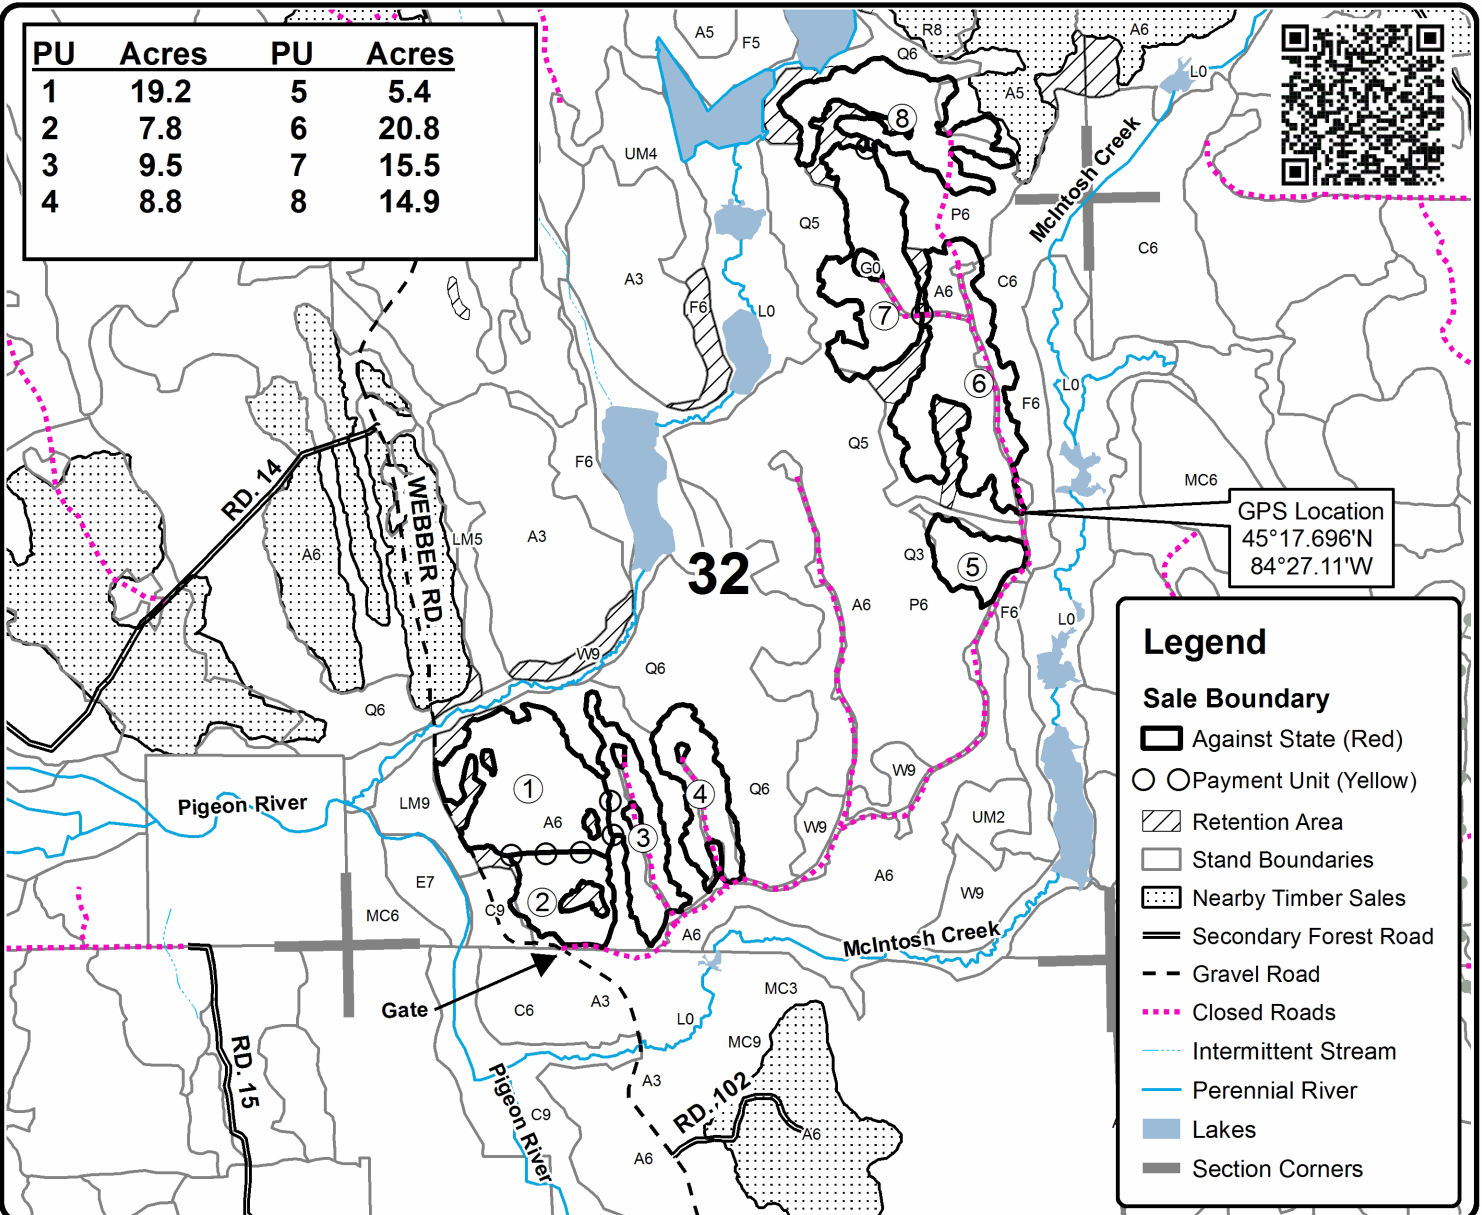 PU Acres PU Acres
1 19.2 5 5.4
2 7.8 6 20.8
3 9.5 7 15.5
4 8.8 8 14.9
A5
F5
R8
Q6
A6
L0
A5
8
UM4
McIntosh Creek
A3
Q5
P6
C6
F6
L0
G0
A6
C6
7
6
L0
F6
Q5
F6
MC6
RD. 14
WEBBER RD
LM5
A3
A6
32
GPS Location
45°17.696'N
84°27.11'W
Q3
5
A6
P6
F6
L0
W9
Q6
Q6
Legend
Sale Boundary
Against State (Red)
Payment Unit (Yellow)
Retention Area
Stand Boundaries
Nearby Timber Sales
Secondary Forest Road
Gravel Road
Closed Roads
Intermittent Stream
Perennial River
Lakes
Section Corners
Pigeon River
LM9
1
A6
3
4
Q6
W9
W9
UM2
E7
MC6
C9
2
A6
A6
W9
McIntosh Creek
Gate
C6
A3
L0
MC3
MC9
RD. 15
Pigeon River
A3
C9
RD. 102
A6
A6